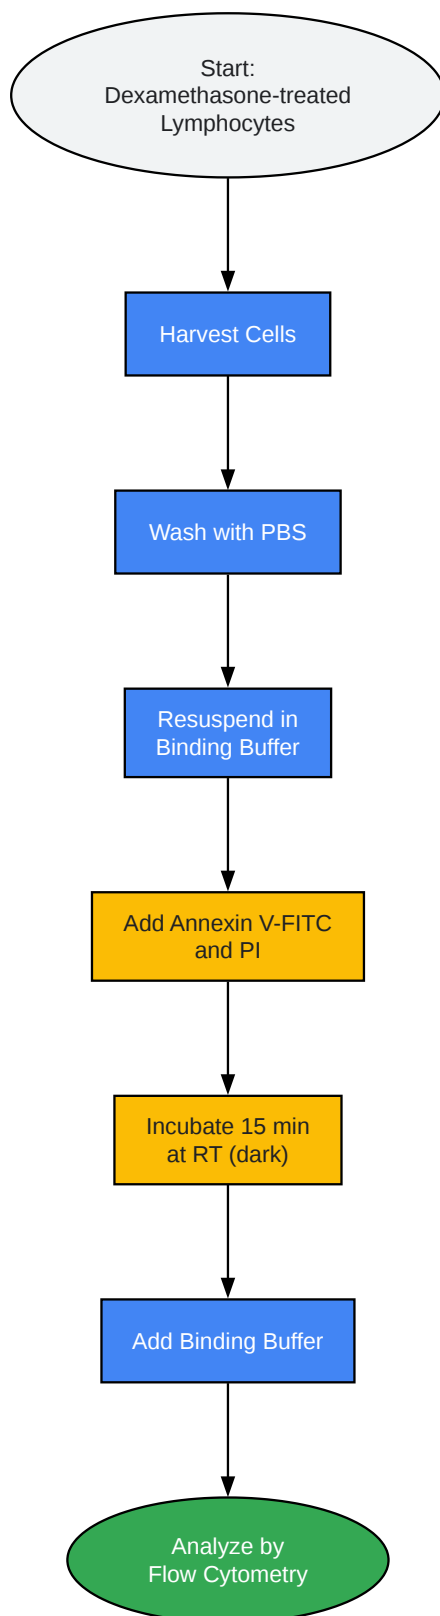 Start:
Dexamethasone-treated
Lymphocytes
Harvest Cells
Wash with PBS
Resuspend in
Binding Buffer
Add Annexin V-FITC
and PI
Incubate 15 min
at RT (dark)
Add Binding Buffer
Analyze by
Flow Cytometry